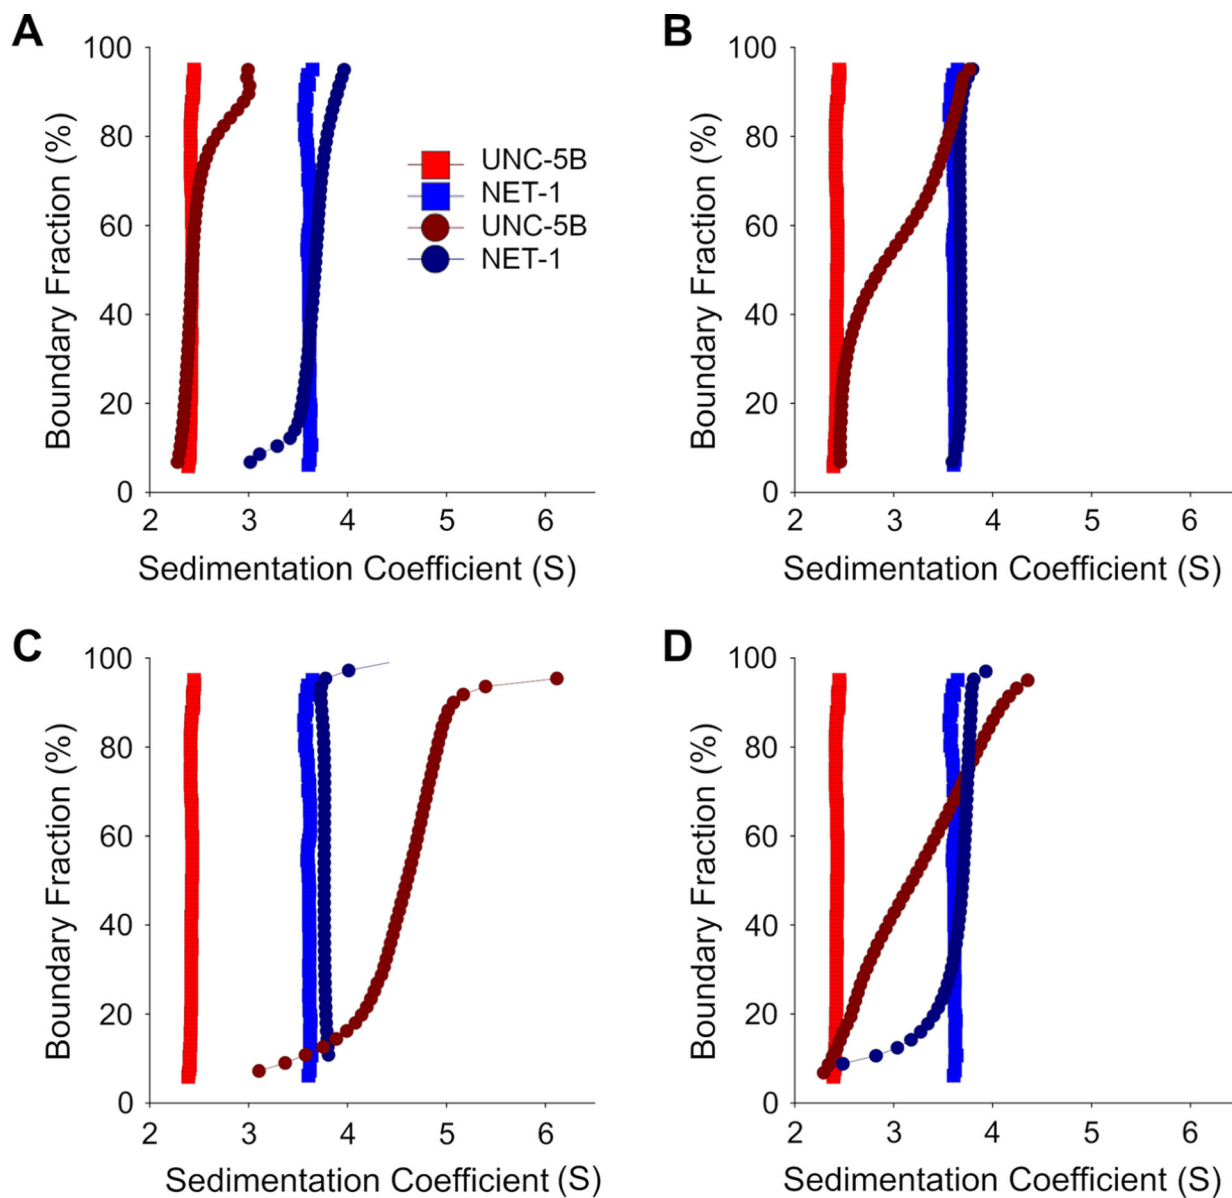 A
100
80
60
40
20
0
Boundary Fraction (%)
2 3 4 5 6
Sedimentation Coefficient (S)
UNC-5B
NET-1
UNC-5B
NET-1
B
100
80
60
40
20
0
Boundary Fraction (%)
2 3 4 5 6
Sedimentation Coefficient (S)
C
100
80
60
40
20
0
Boundary Fraction (%)
2 3 4 5 6
Sedimentation Coefficient (S)
D
100
80
60
40
20
0
Boundary Fraction (%)
2 3 4 5 6
Sedimentation Coefficient (S)